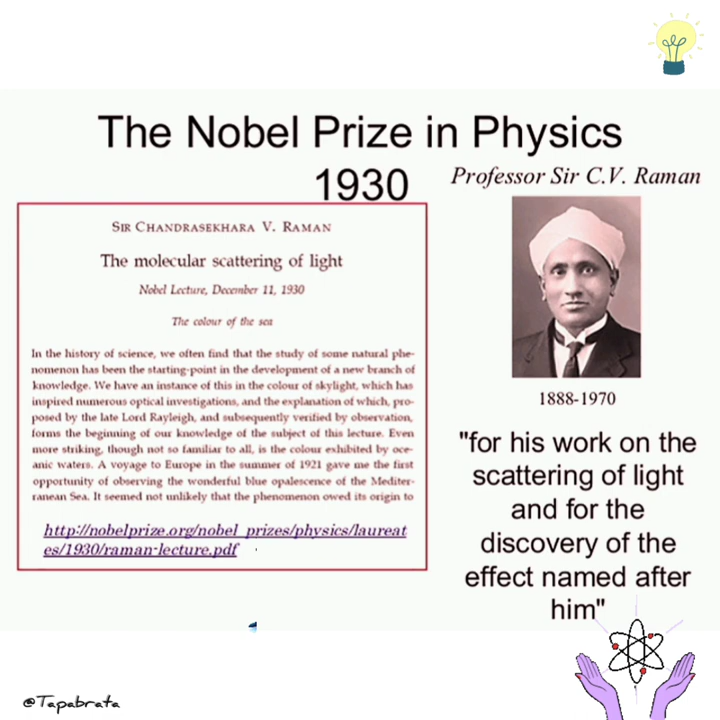 The Nobel Prize in Physics
1930
Professor Sir C.V. Raman
SIR CHANDRASEKHARA V. RAMAN
The molecular scattering of light
Nobel Lecture, December 11, 1930
The colour of the sea
In the history of science, we often find that the study of some natural phe-
nomenon has been the starting-point in the development of a new branch of
knowledge. We have an instance of this in the colour of skylight, which has
inspired numerous optical investigations, and the explanation of which, pro-
posed by the late Lord Rayleigh, and subsequently verified by observation,
forms the beginning of our knowledge of the subject of this lecture. Even
more striking, though not so familiar to all, is the colour exhibited by oce-
anic waters. A voyage to Europe in the summer of 1921 gave me the first
opportunity of observing the wonderful blue opalescence of the Mediter-
ranean Sea. It seemed not unlikely that the phenomenon owed its origin to
http://nobelprize.org/nobel_prizes/physics/laureat
es/1930/raman-lecture.pdf
1888-1970
"for his work on the
scattering of light
and for the
discovery of the
effect named after
him"
@Tapabrata